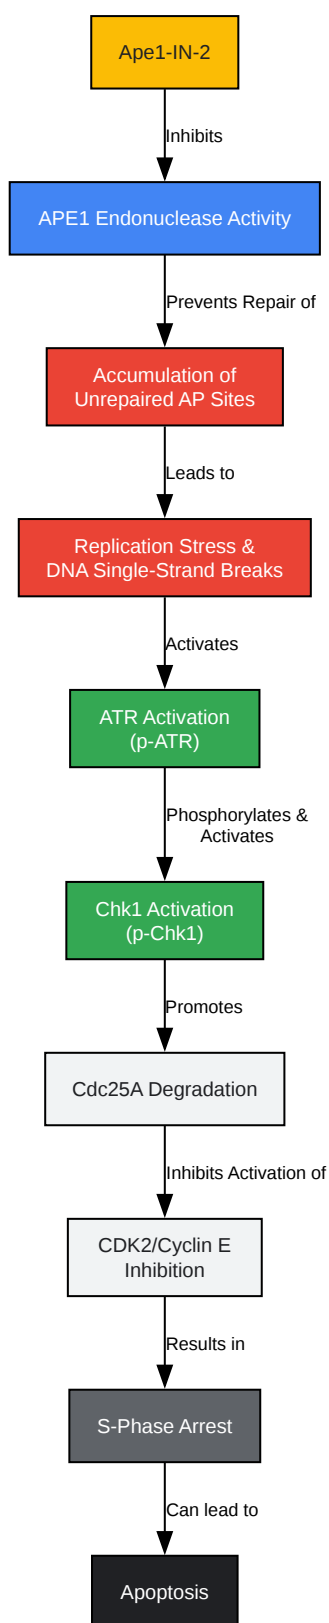 Ape1-IN-2
Inhibits
APE1 Endonuclease Activity
Prevents Repair of
Accumulation of
Unrepaired AP Sites
Leads to
Replication Stress &
DNA Single-Strand Breaks
Activates
ATR Activation
(p-ATR)
Phosphorylates &
Activates
Chk1 Activation
(p-Chk1)
Promotes
Cdc25A Degradation
Inhibits Activation of
CDK2/Cyclin E
Inhibition
Results in
S-Phase Arrest
Can lead to
Apoptosis